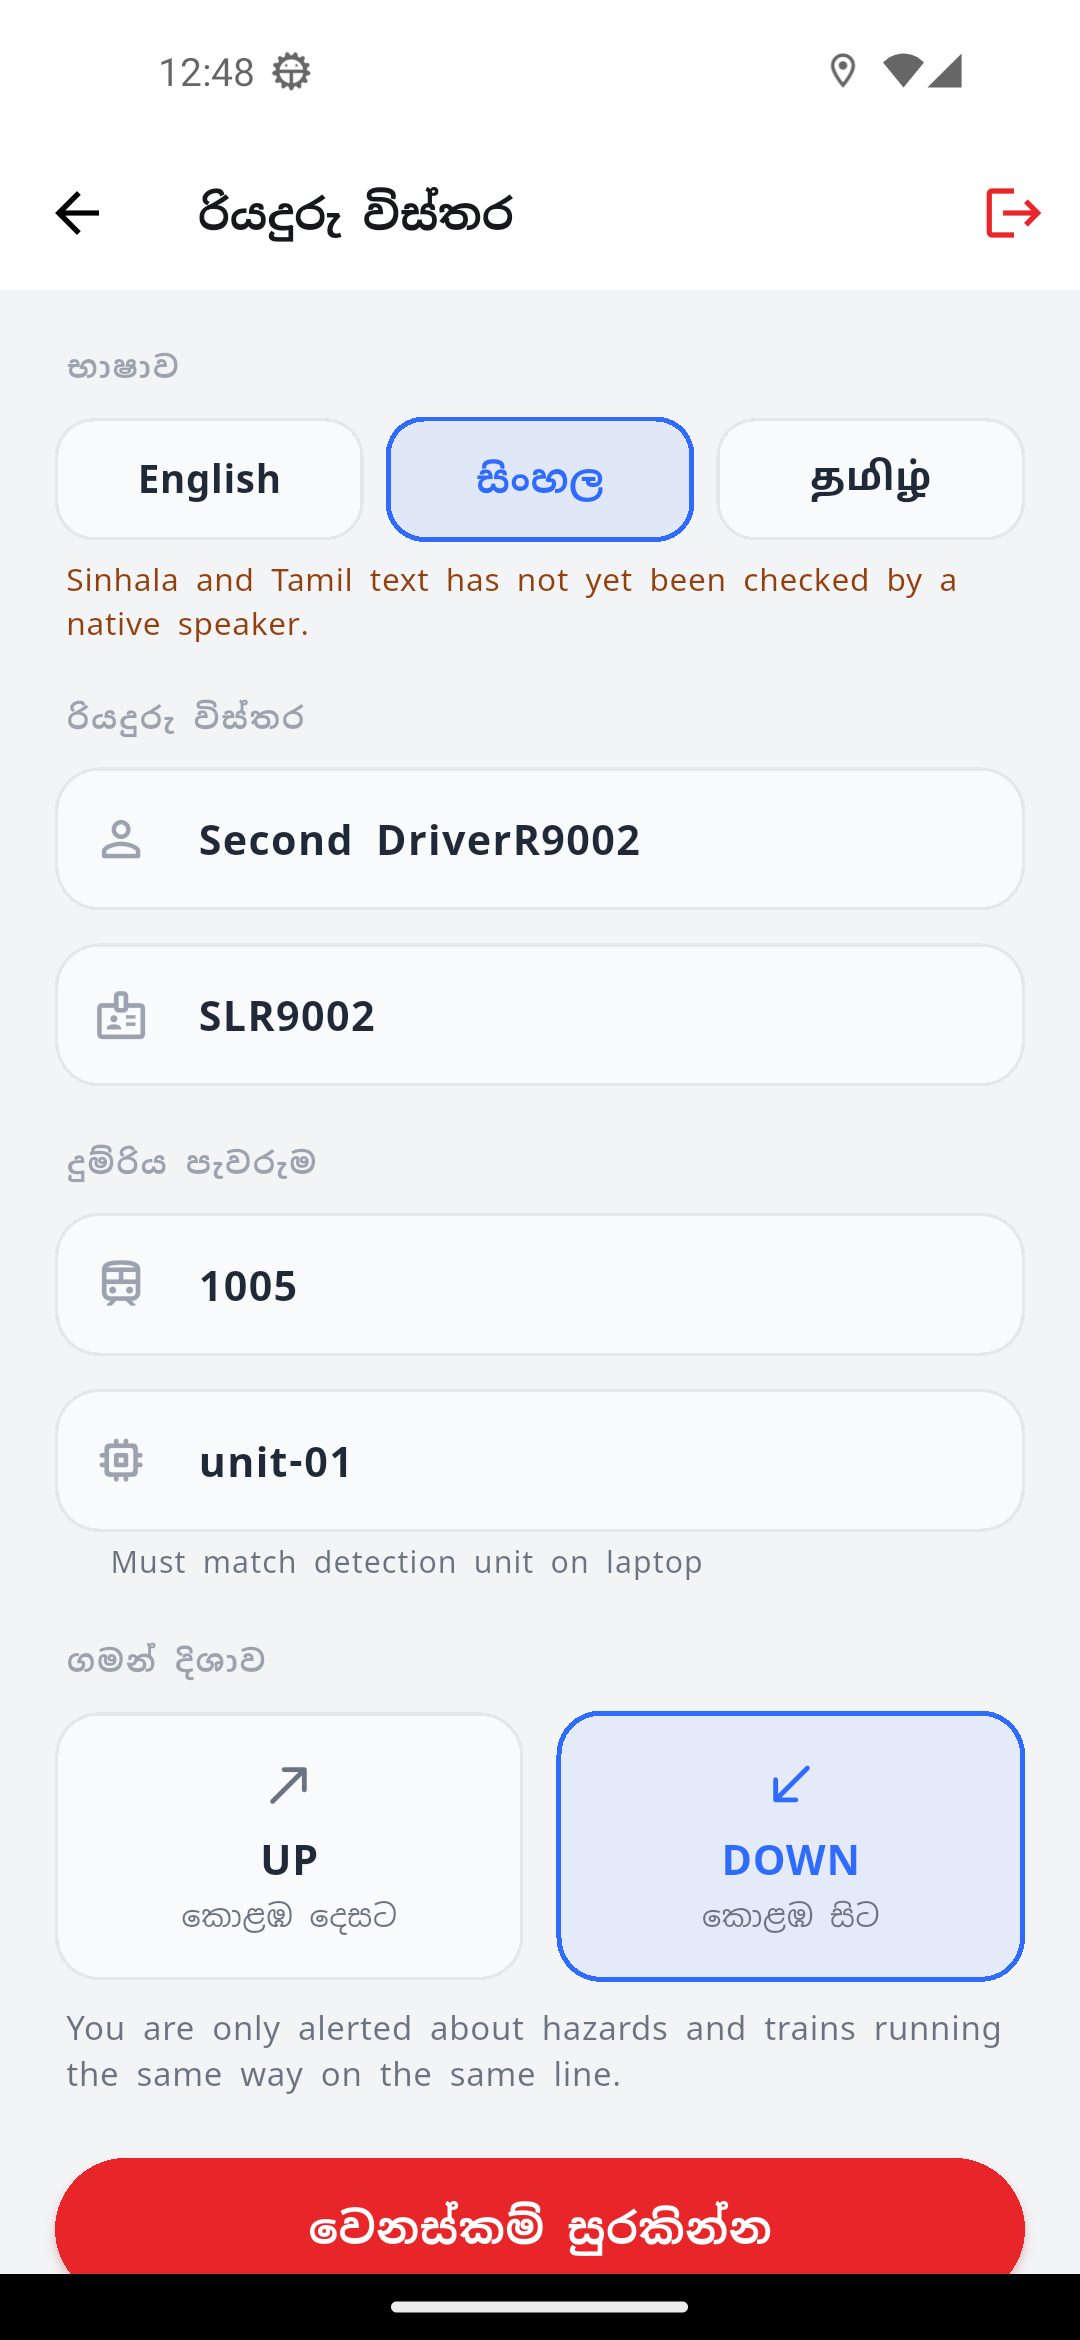 12:48
රියදුරු විස්තර
භාෂාව
English
සිංහල
தமிழ்
Sinhala and Tamil text has not yet been checked by a
native speaker.
රියදුරු විස්තර
Second DriverR9002
SLR9002
දුම්රිය පැවරුම
1005
unit-01
Must match detection unit on laptop
ගමන් දිශාව
UP
කොළඹ දෙසට
DOWN
කොළඹ සිට
You are only alerted about hazards and trains running
the same way on the same line.
වෙනස්කම් සුරකින්න